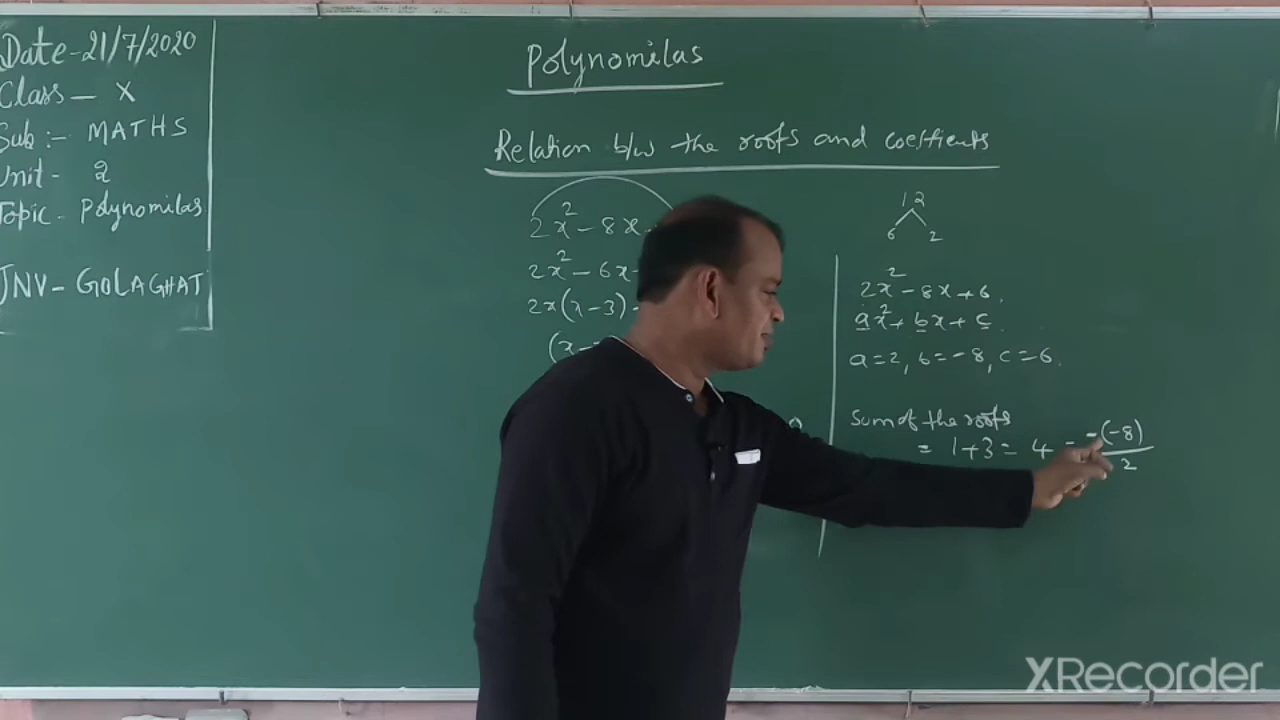 Date-21/7/2020
Class — X
Sub :- MATHS
Unit - 2
Topic - Polynomilas
JNV - GOLAGHAT
Polynomilas
Relation b/w the roots and coefficients
2x² - 8x
2x² - 6x
2x(x-3) -
(x-
12
6 2
2x² - 8x + 6.
ax² + bx + c
a=2, b=-8, c=6.
Sum of the roots
= 1+3 = 4 = -(-8)
2
XRecorder